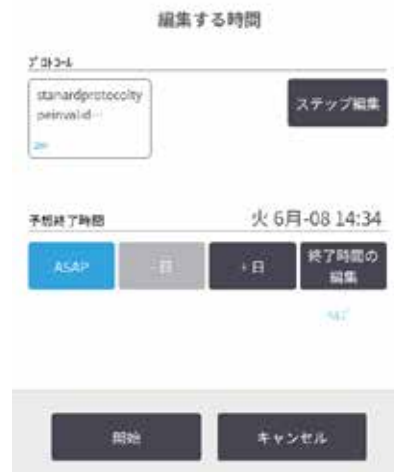 編集する時間
プロトコール
stanardprotocolty
peinvalid…
ステップ編集
予想終了時間
火 6月-08 14:34
ASAP
- 日
+ 日
終了時間の
編集
開始
キャンセル